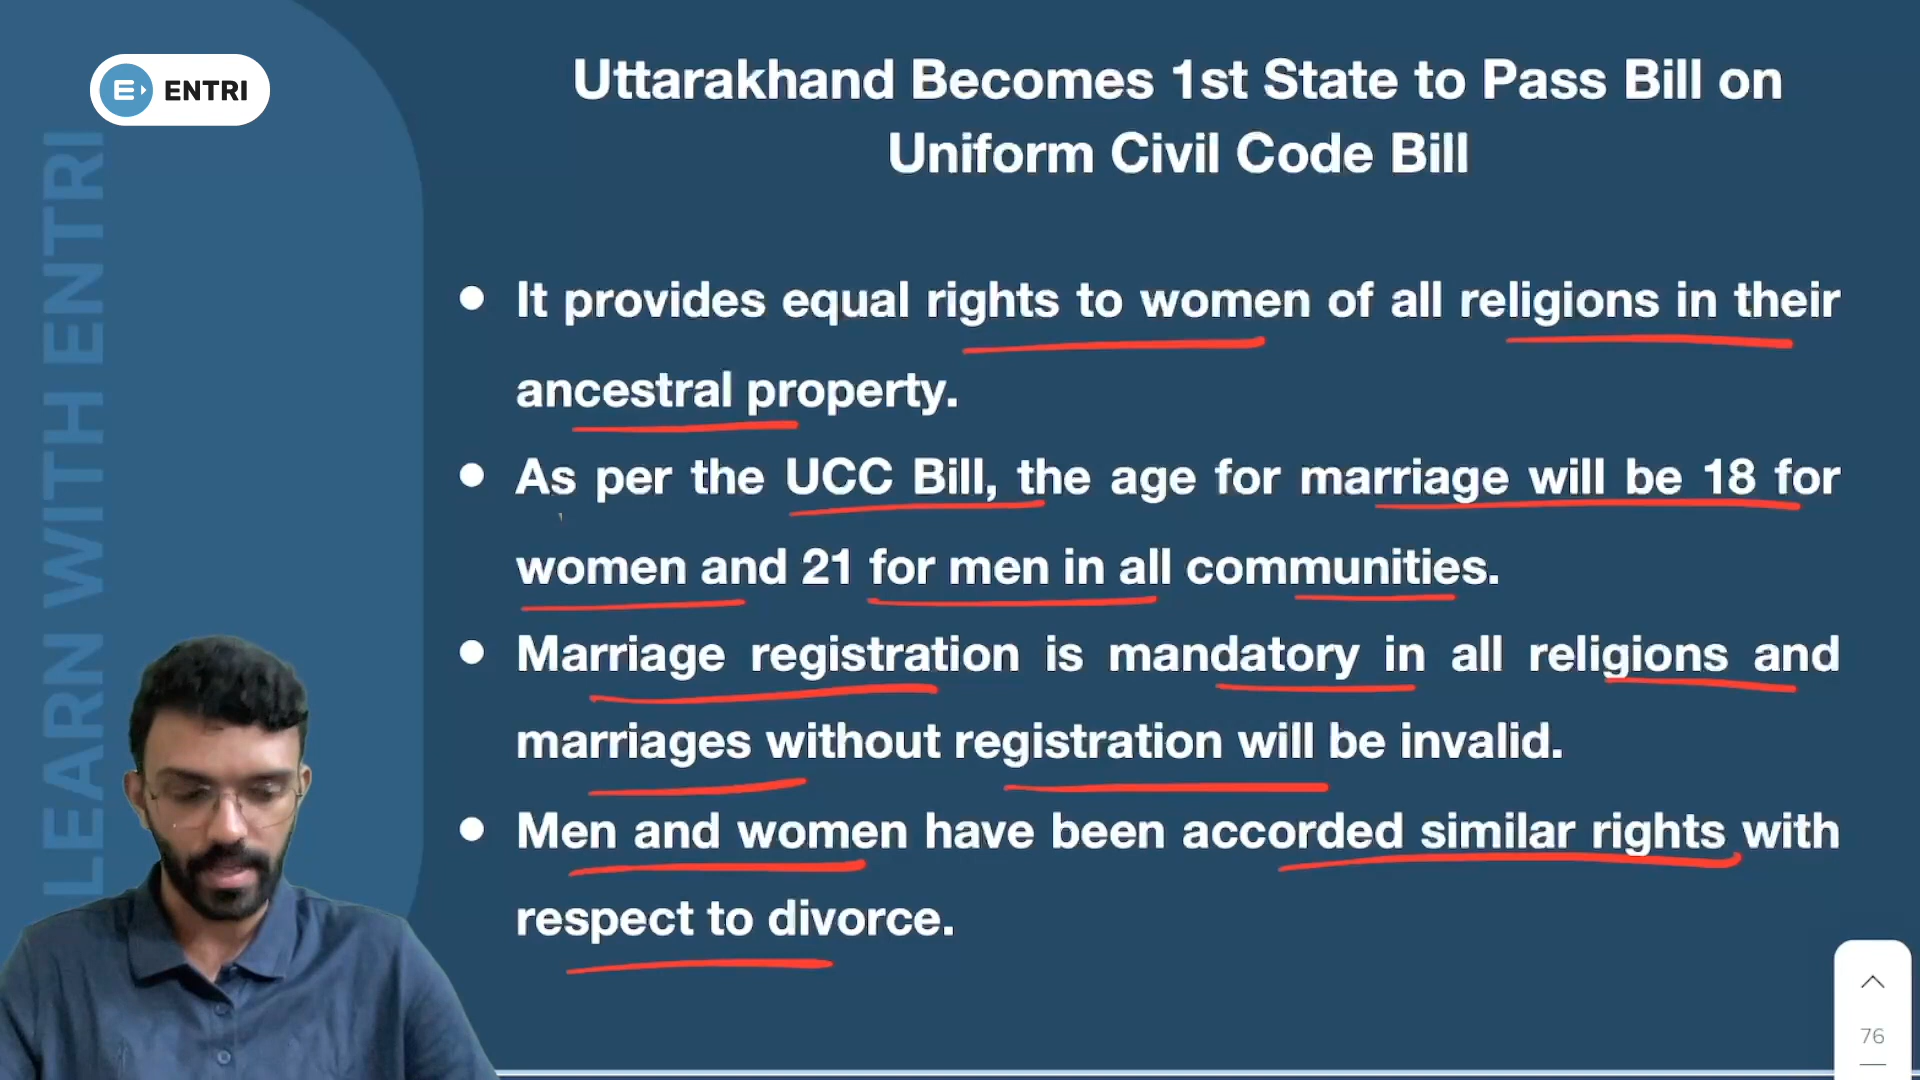 ENTRI
LEARN WITH ENTRI
Uttarakhand Becomes 1st State to Pass Bill on
Uniform Civil Code Bill
● It provides equal rights to women of all religions in their
ancestral property.
● As per the UCC Bill, the age for marriage will be 18 for
women and 21 for men in all communities.
● Marriage registration is mandatory in all religions and
marriages without registration will be invalid.
● Men and women have been accorded similar rights with
respect to divorce.
76